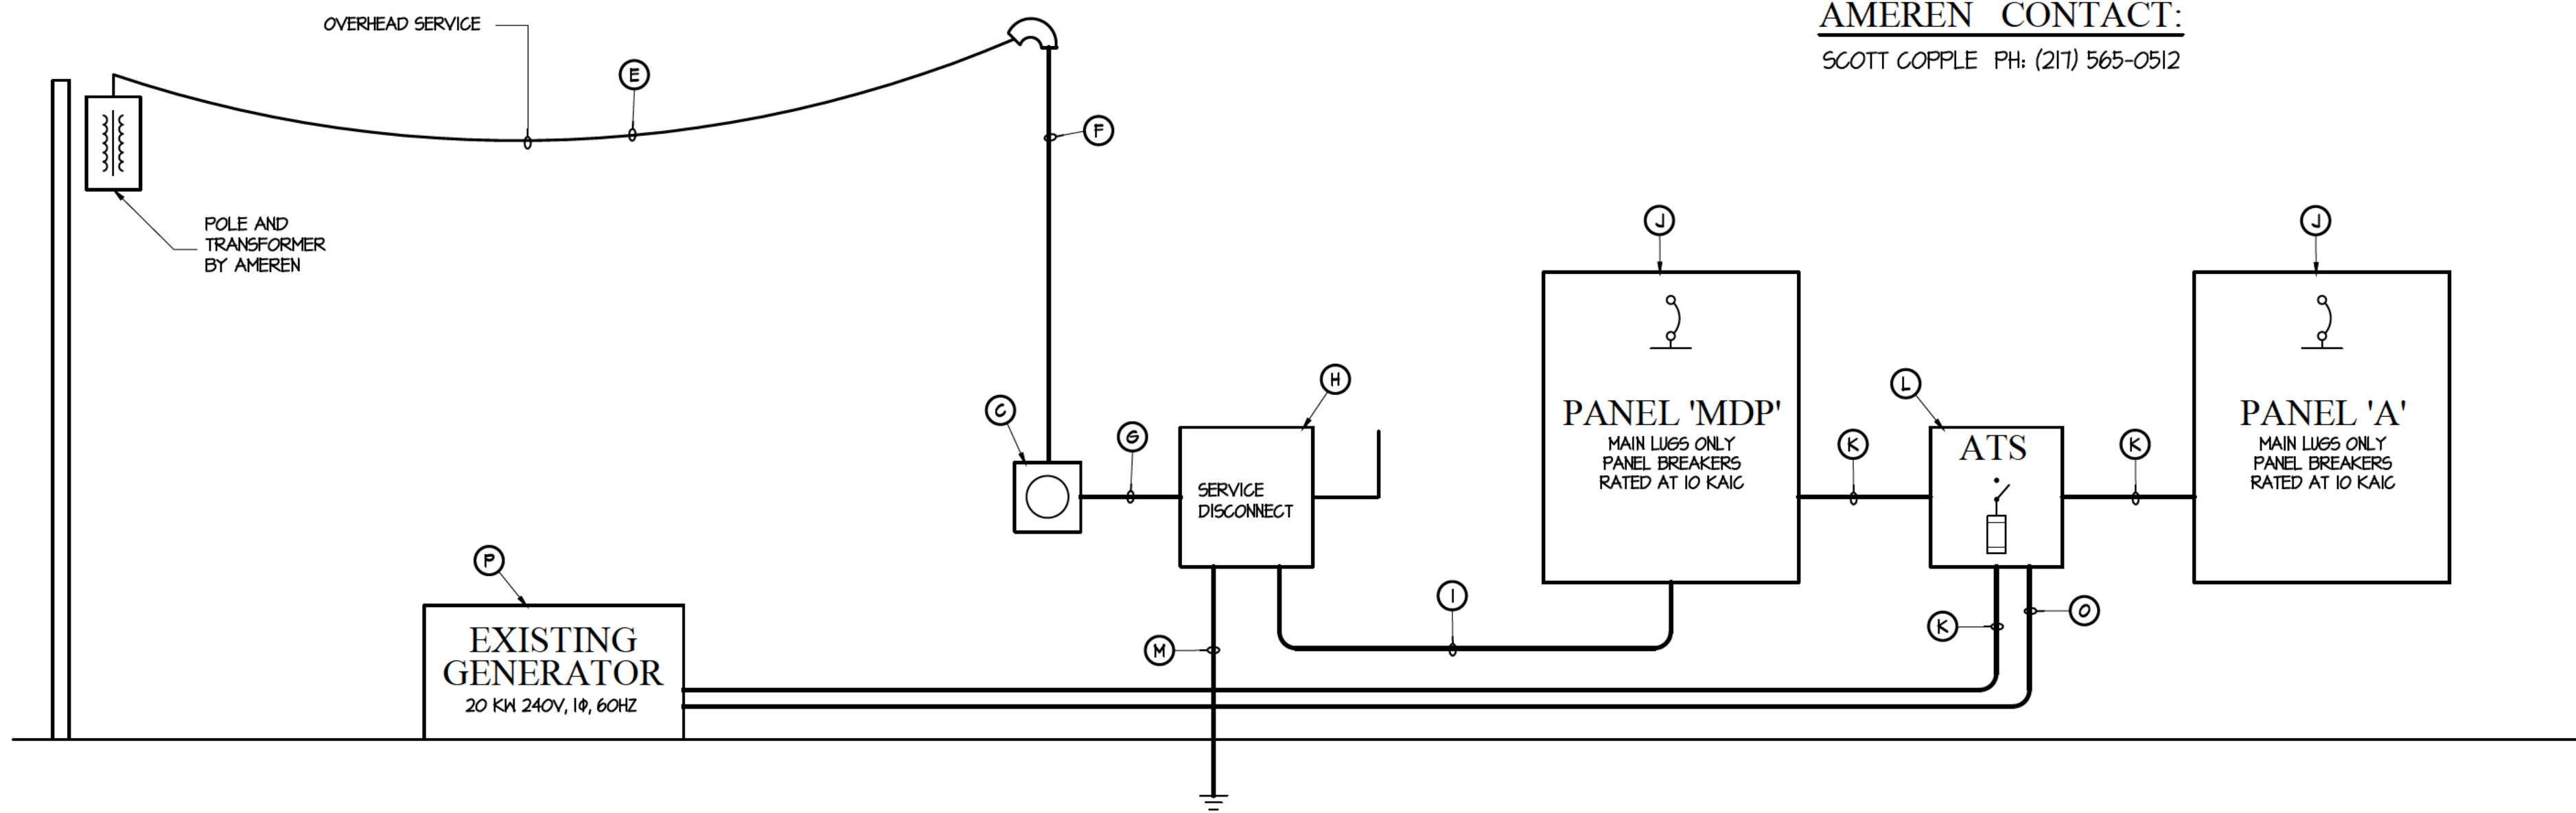 AMEREN CONTACT:
SCOTT COPPLE PH: (217) 565-0512
OVERHEAD SERVICE
E
F
POLE AND
TRANSFORMER
BY AMEREN
J
J
H
L
C
G
K
K
PANEL 'MDP'
MAIN LUGS ONLY
PANEL BREAKERS
RATED AT 10 KAIC
ATS
PANEL 'A'
MAIN LUGS ONLY
PANEL BREAKERS
RATED AT 10 KAIC
SERVICE
DISCONNECT
P
I
O
K
M
EXISTING
GENERATOR
20 KW 240V, 1Φ, 60HZ